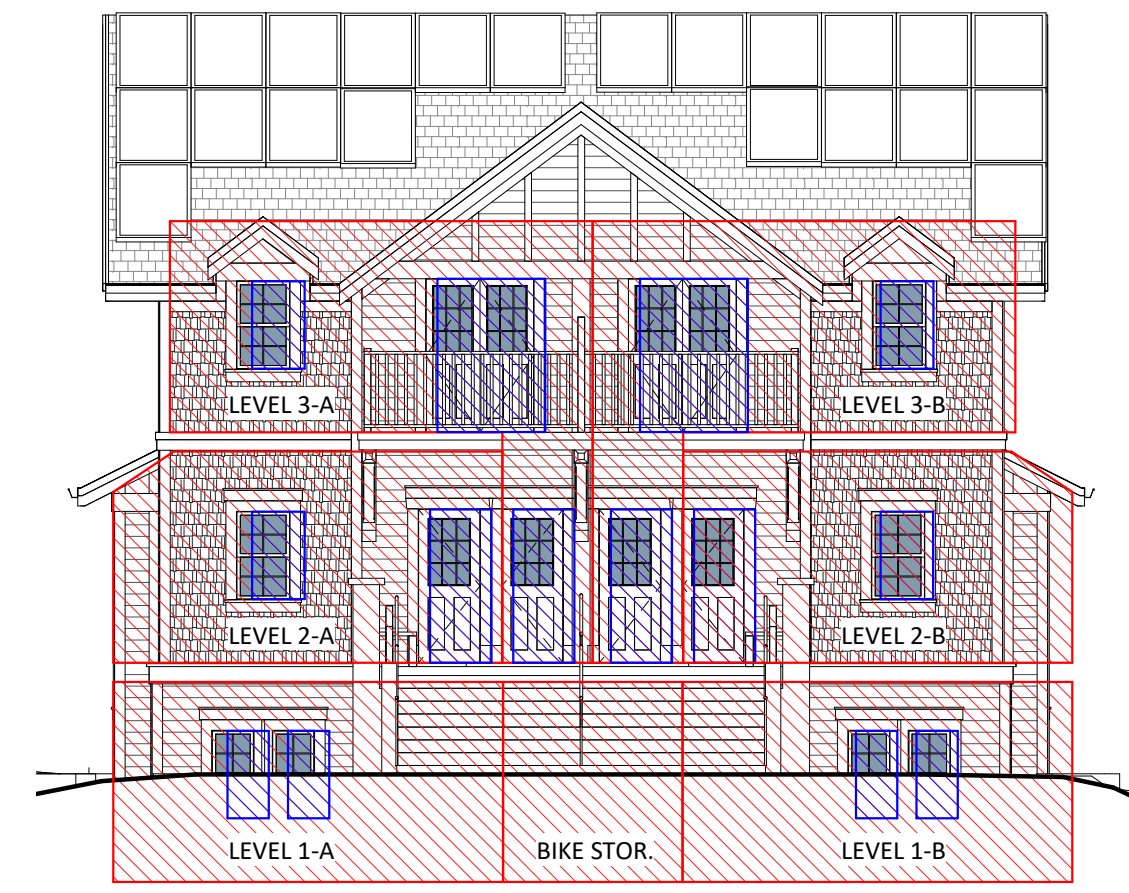 LEVEL 3-A
LEVEL 3-B
LEVEL 2-A
LEVEL 2-B
LEVEL 1-A
BIKE STOR.
LEVEL 1-B